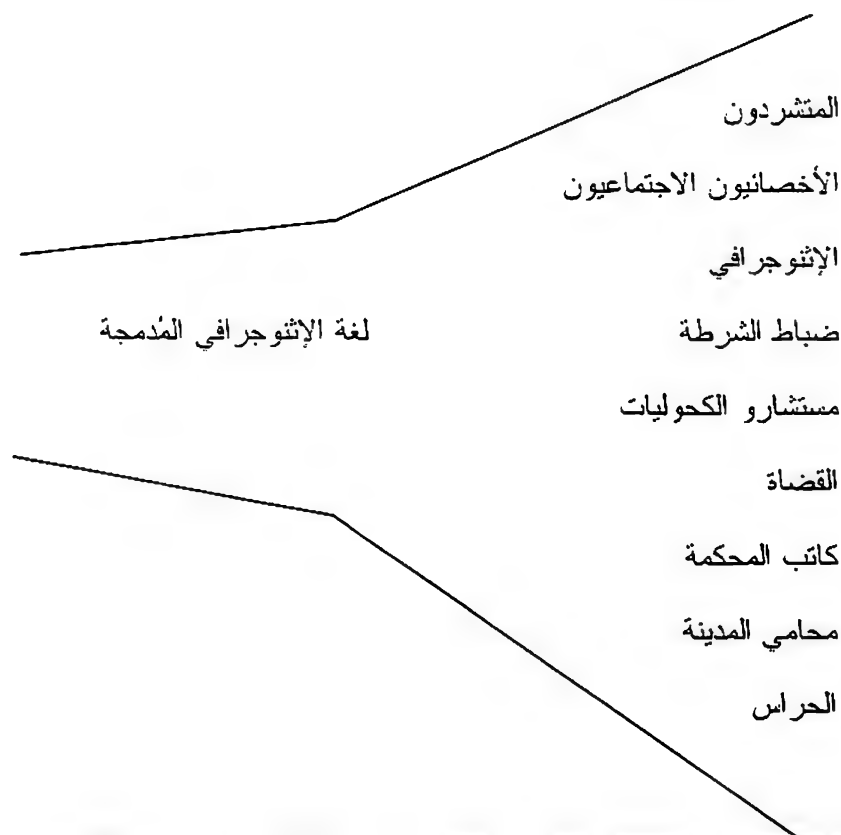 المتشردون
الأخصائيون الاجتماعيون
الإثنوجرافي
لغة الإثنوجرافي المُدمجة
ضباط الشرطة
مستشارو الكحوليات
القضاة
كاتب المحكمة
محامي المدينة
الحراس